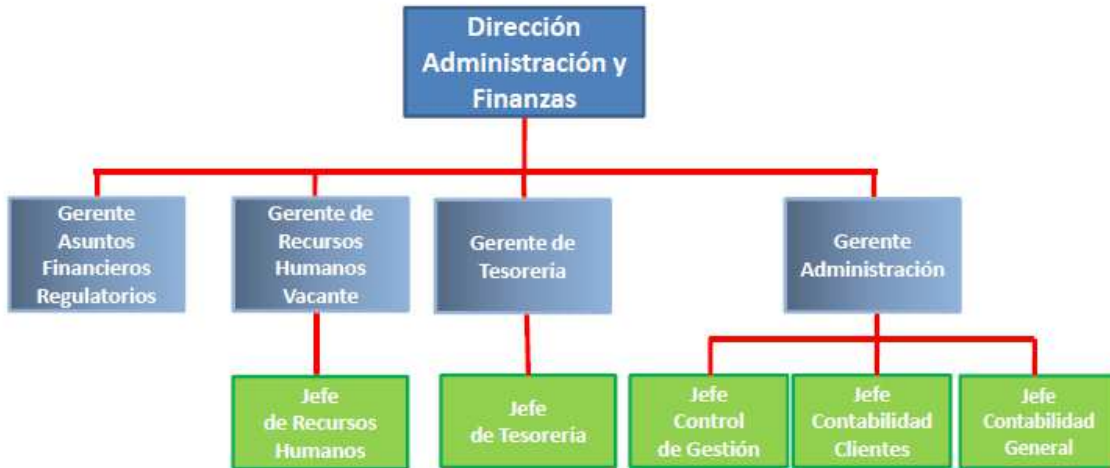 Dirección
Administración y
Finanzas
Gerente
Asuntos
Financieros
Regulatorios
Gerente de
Recursos
Humanos
Vacante
Gerente de
Tesoreria
Gerente
Administración
Jefe
de Recursos
Humanos
Jefe
de Tesoreria
Jefe
Control
de Gestión
Jefe
Contabilidad
Clientes
Jefe
Contabilidad
General